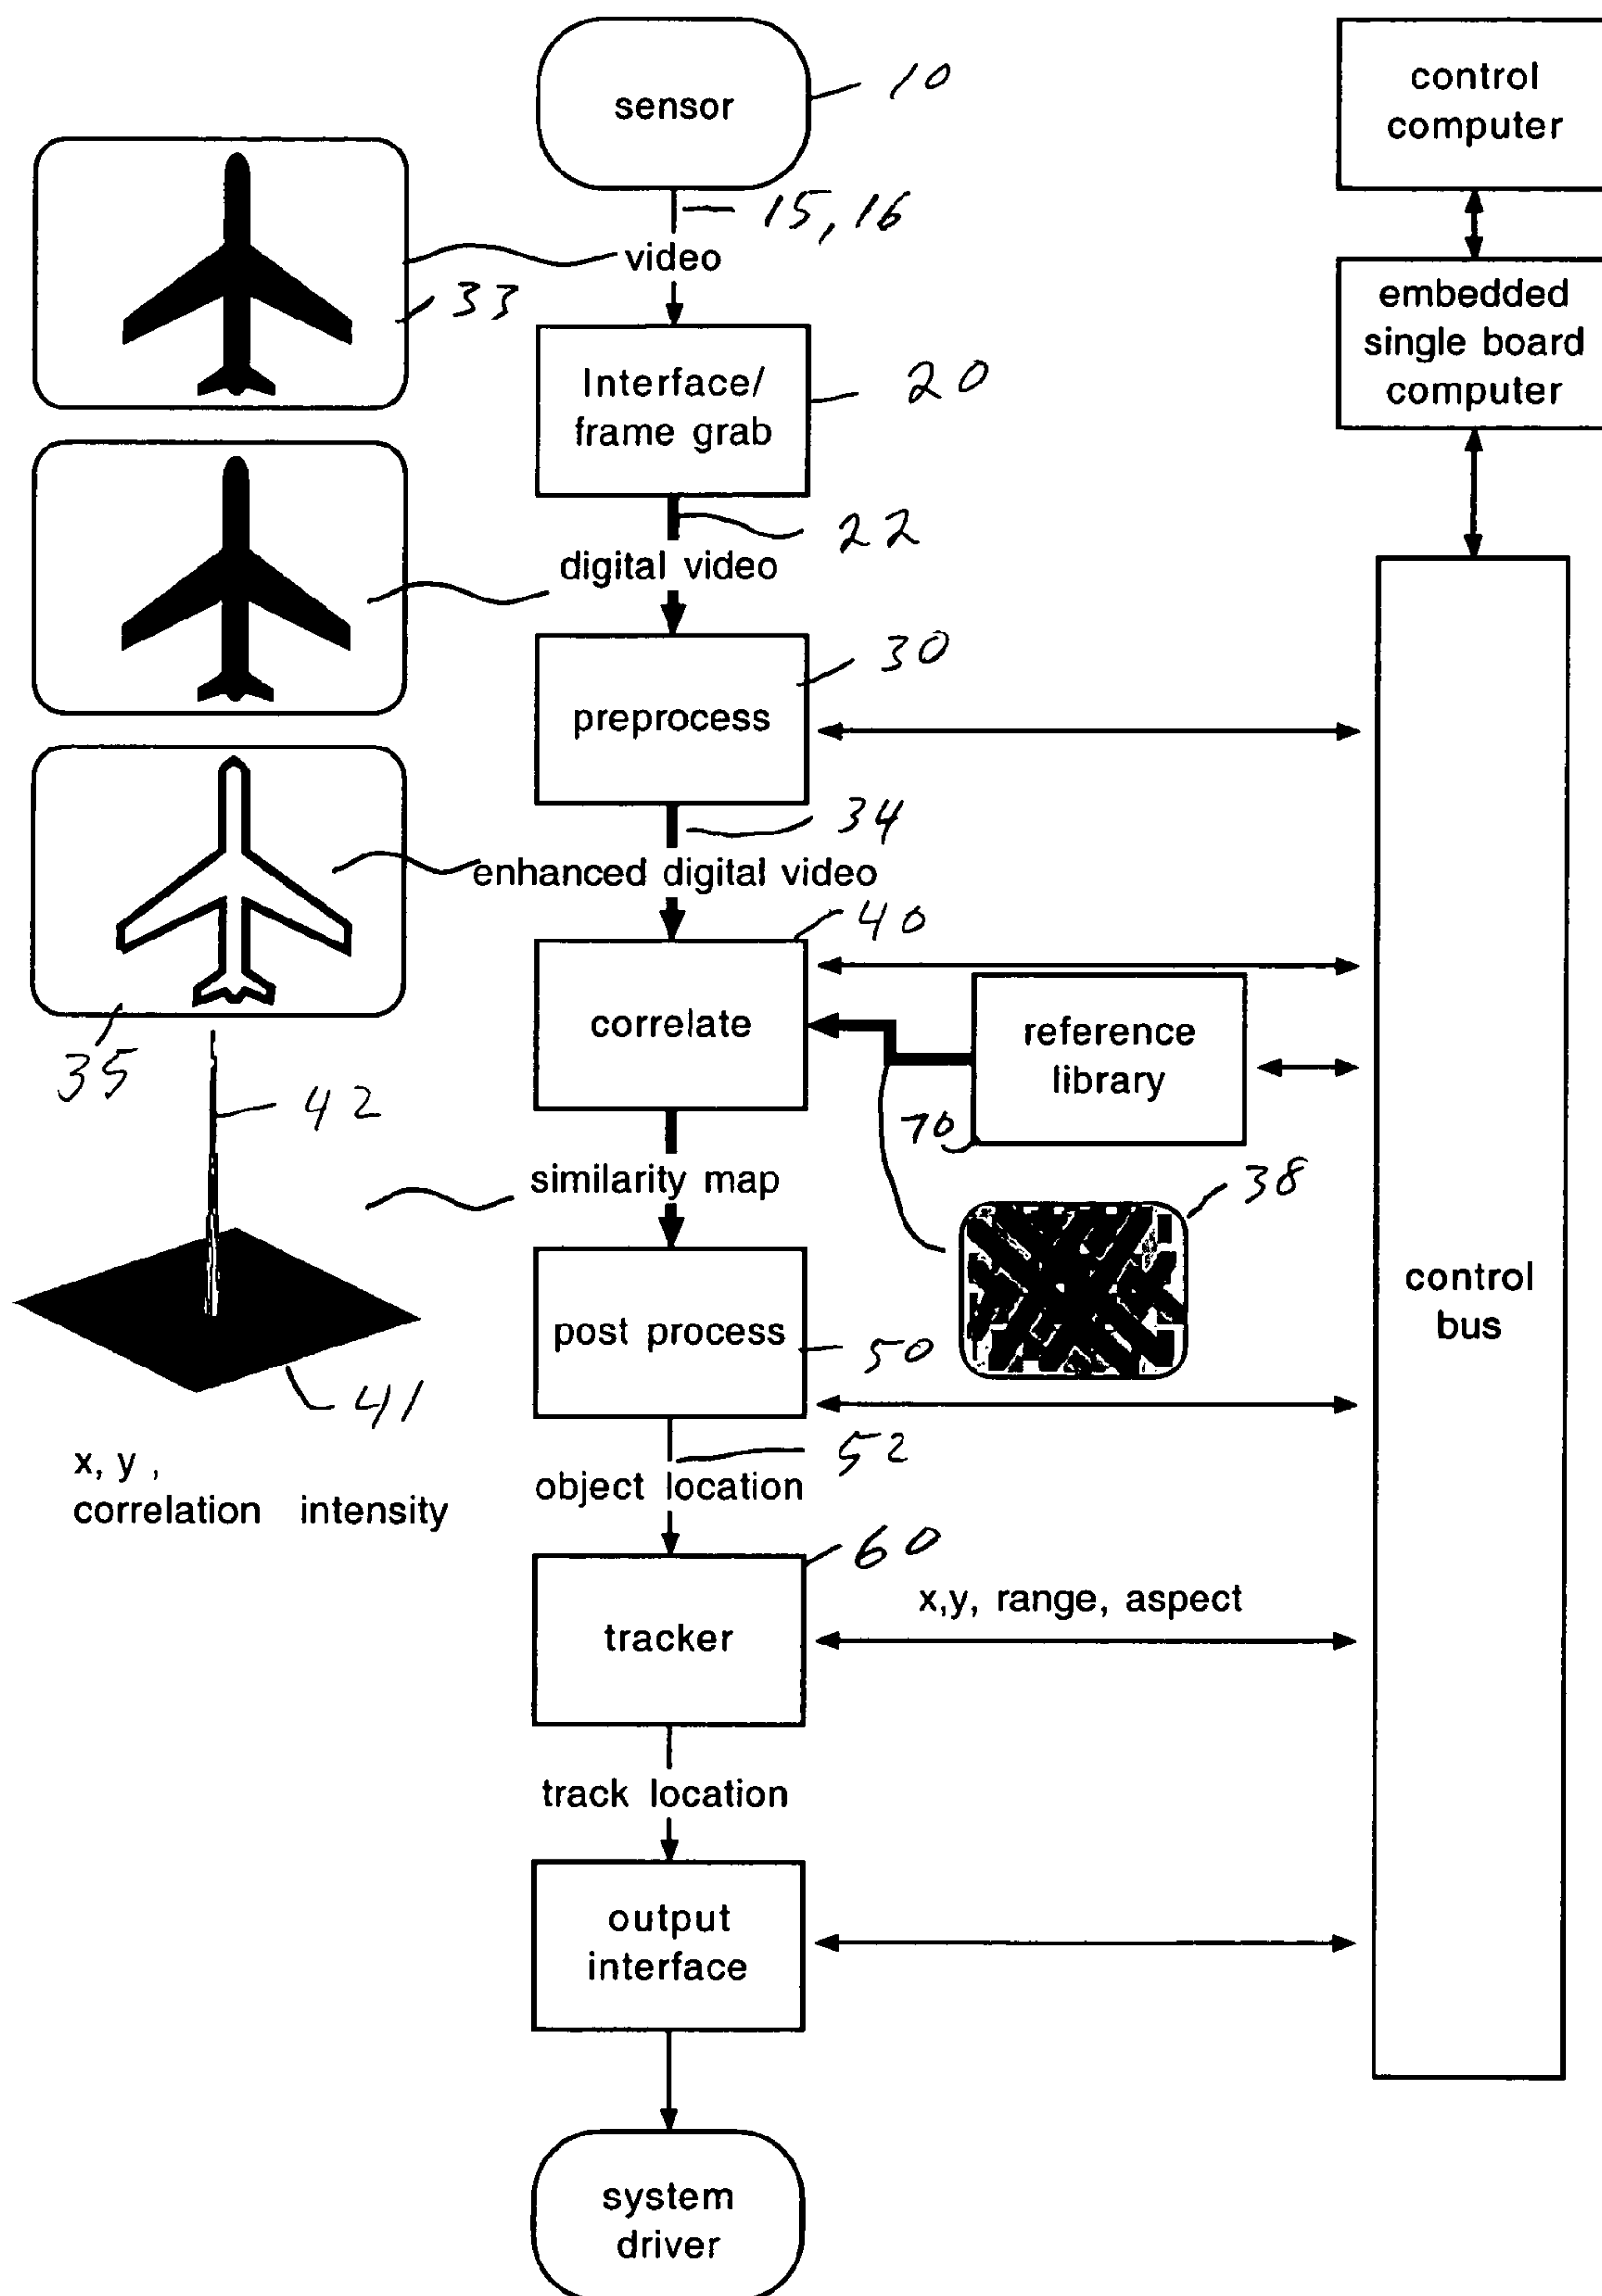 sensor
10
control
computer
15, 16
video
33
embedded
single board
computer
Interface/
frame grab
20
22
digital video
30
preprocess
34
enhanced digital video
40
correlate
reference
library
35
42
70
similarity map
38
control
bus
post process
50
41
52
x, y ,
correlation intensity
object location
60
x,y, range, aspect
tracker
track location
output
interface
system
driver